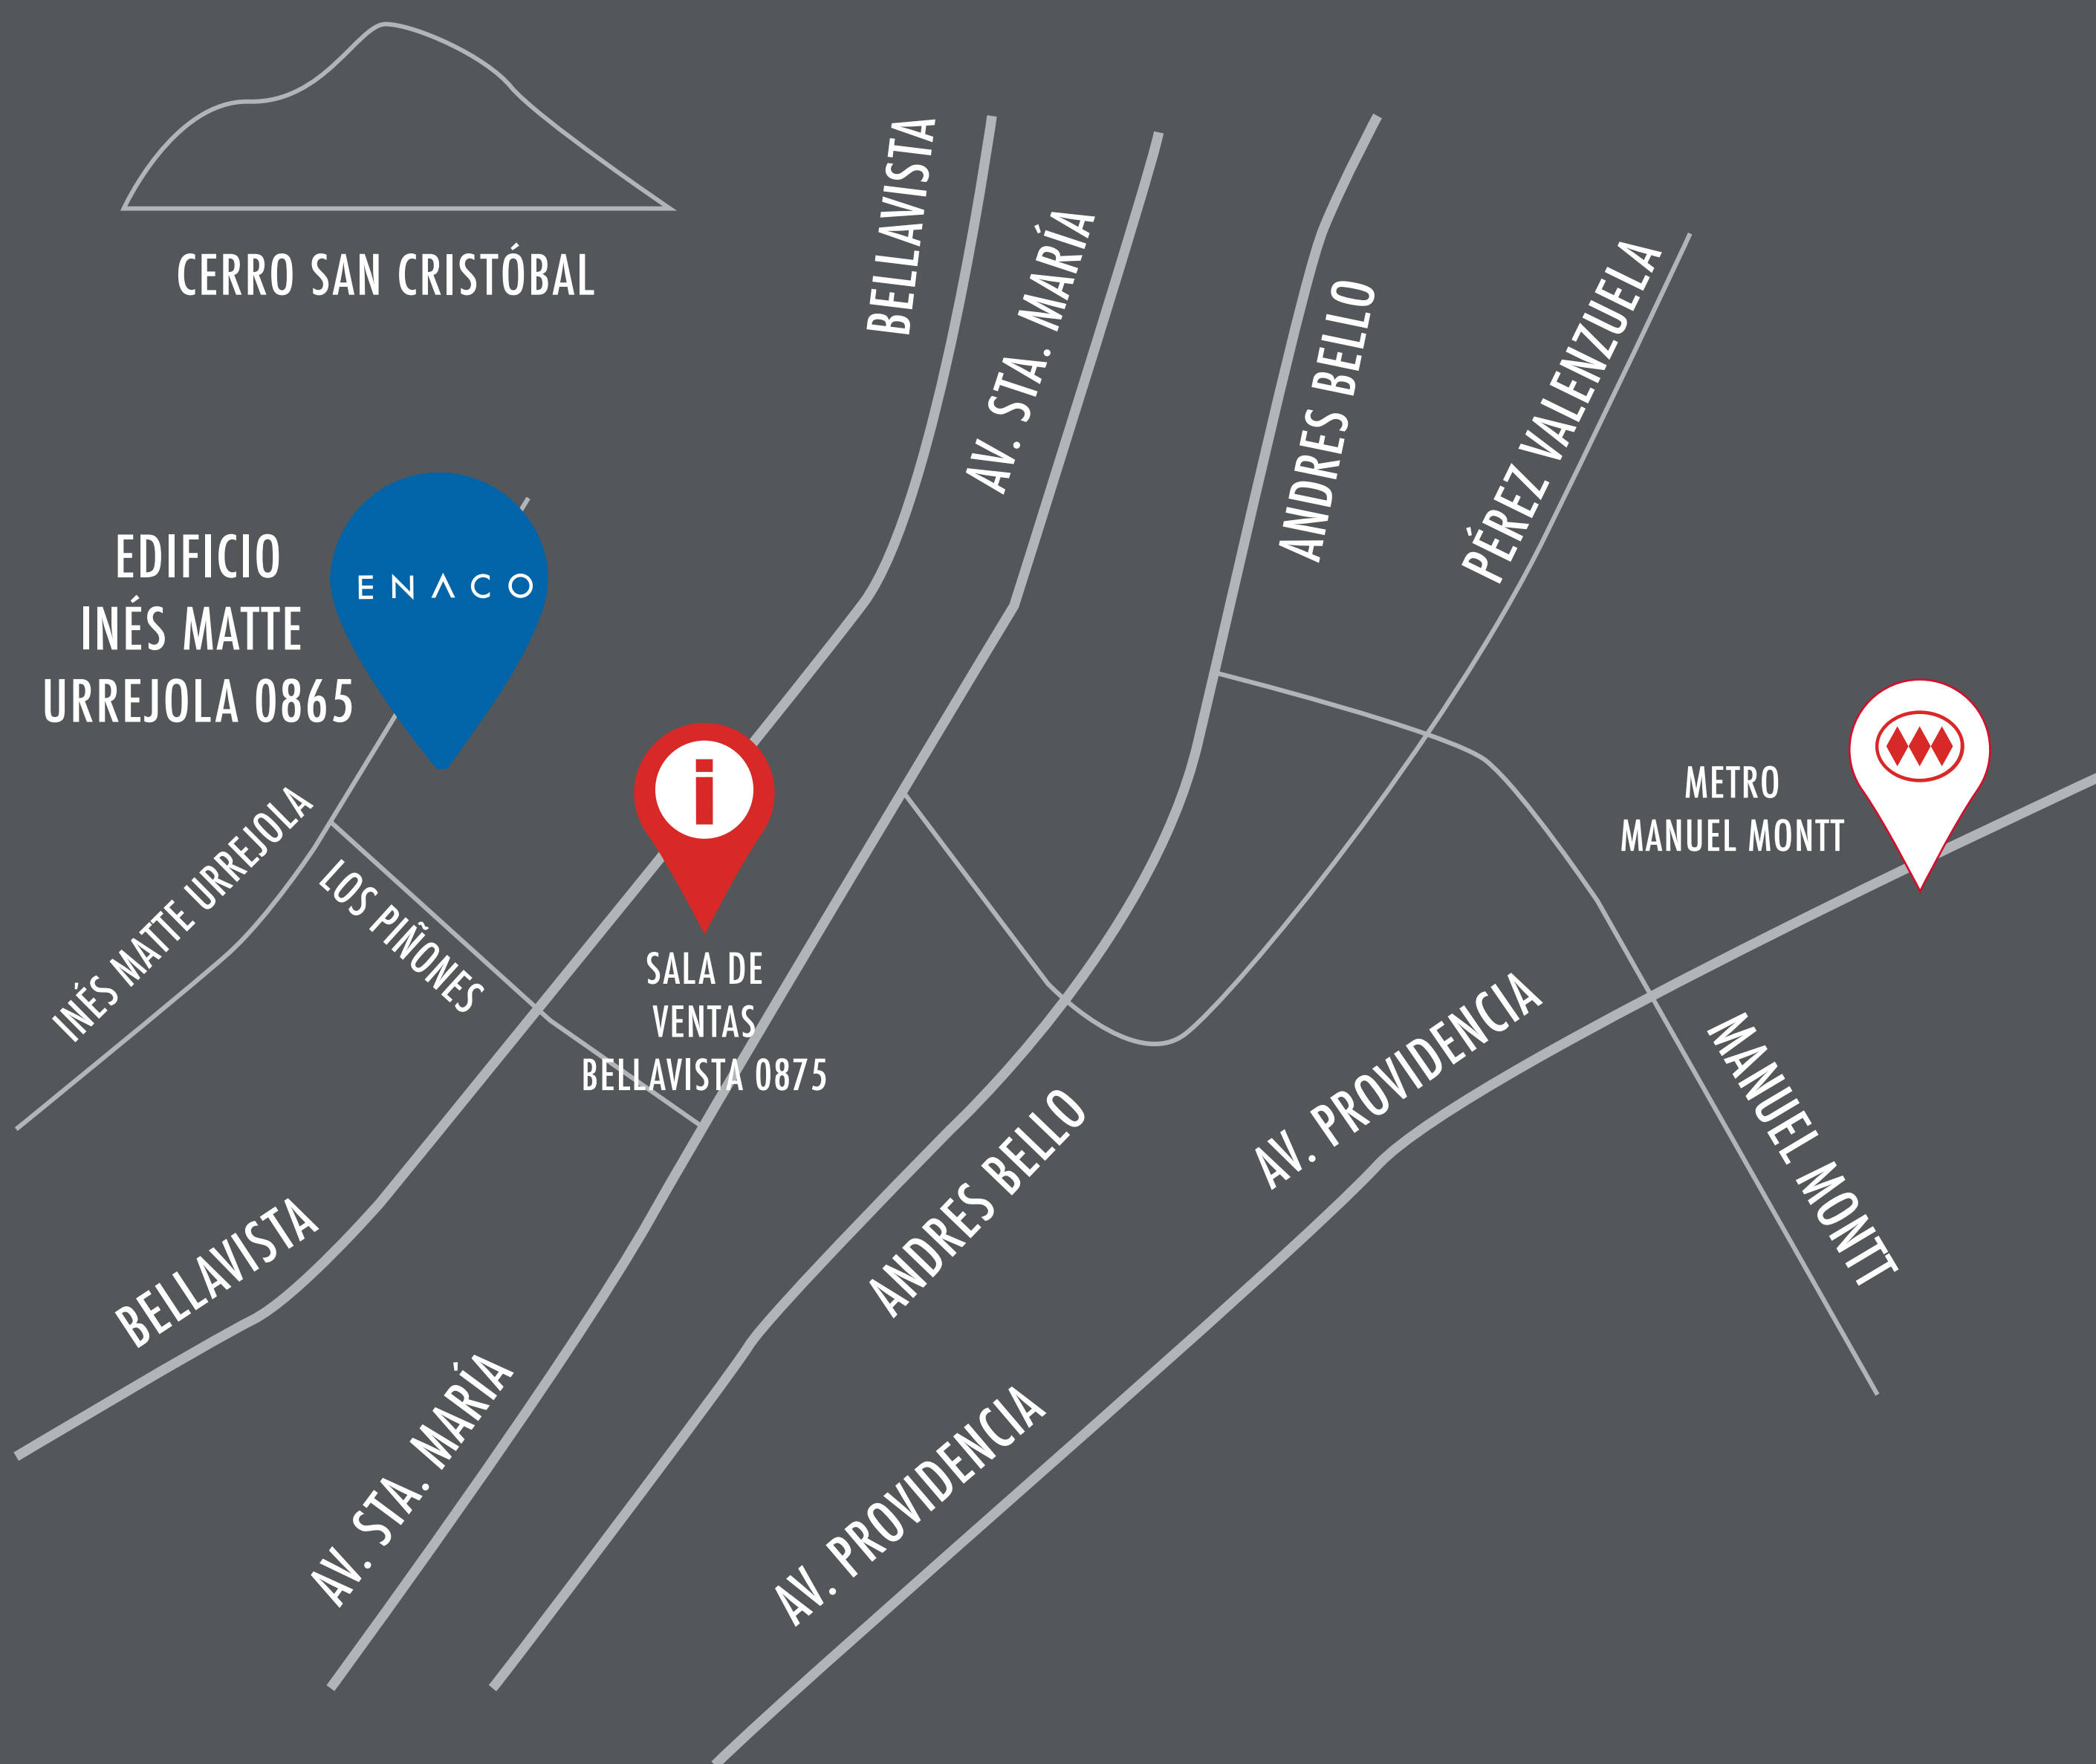 CERRO SAN CRISTÓBAL
BELLAVISTA
AV. STA. MARÌA
ANDRES BELLO
PÉREZ VALENZUELA
EDIFICIO
INÉS MATTE
URREJOLA 0865
ENACO
i
METRO
MANUEL MONTT
INÉS MATTE URREJOLA
LOS PIÑONES
SALA DE
VENTAS
BELLAVISTA 0875
AV. PROVIDENCIA
MANUEL MONTT
ANDRES BELLO
BELLAVISTA
AV. STA. MARÍA
AV. PROVIDENCIA